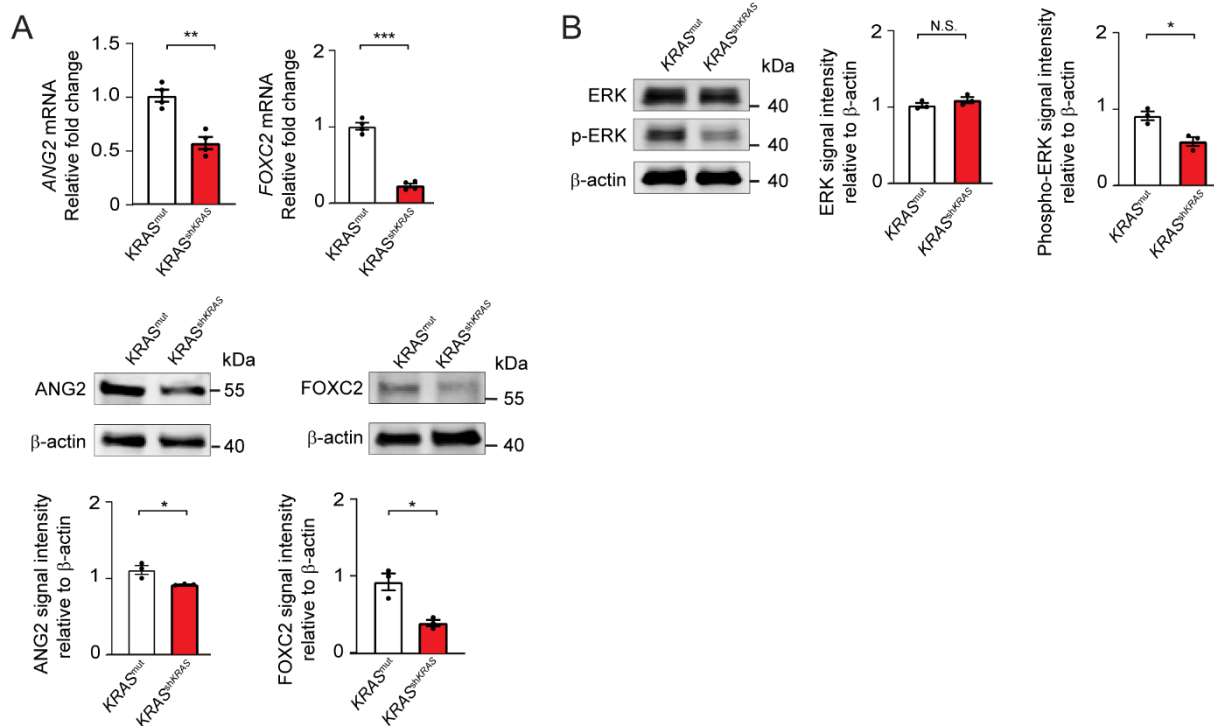 A
**
1.5
1.0
0.5
0
ANG2 mRNA
Relative fold change
KRASmut
KRASshKRAS
***
2
1
0
FOXC2 mRNA
Relative fold change
KRASmut
KRASshKRAS
KRASmut
KRASshKRAS
kDa
ANG2
55
β-actin
40
KRASmut
KRASshKRAS
kDa
FOXC2
55
β-actin
40
*
2
1
0
ANG2 signal intensity
relative to β-actin
KRASmut
KRASshKRAS
*
2
1
0
FOXC2 signal intensity
relative to β-actin
KRASmut
KRASshKRAS
B
KRASmut
KRASshKRAS
kDa
ERK
40
p-ERK
40
β-actin
40
N.S.
2
1
0
ERK signal intensity
relative to β-actin
KRASmut
KRASshKRAS
*
2
1
0
Phospho-ERK signal intensity
relative to β-actin
KRASmut
KRASshKRAS